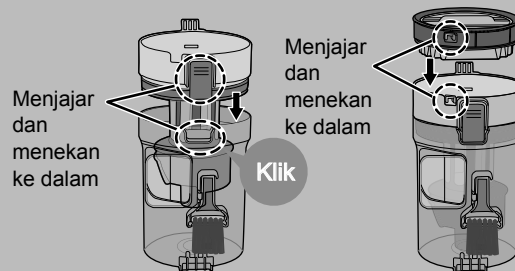 Menjajar
dan
menekan
ke dalam
Klik
Menjajar
dan
menekan
ke dalam